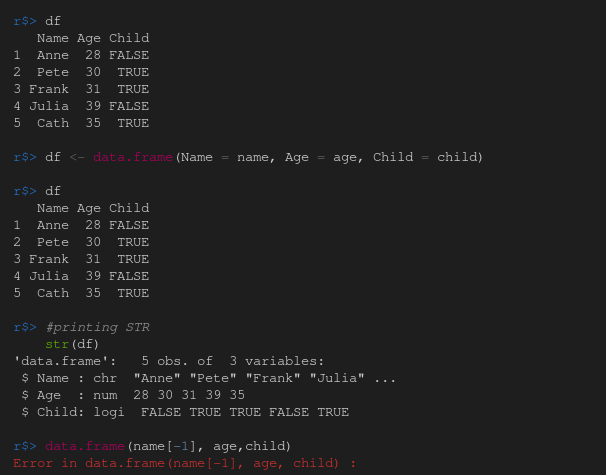 r$> df
   Name Age Child
1  Anne  28 FALSE
2  Pete  30  TRUE
3 Frank  31  TRUE
4 Julia  39 FALSE
5  Cath  35  TRUE
r$> df <- data.frame(Name = name, Age = age, Child = child)
r$> df
   Name Age Child
1  Anne  28 FALSE
2  Pete  30  TRUE
3 Frank  31  TRUE
4 Julia  39 FALSE
5  Cath  35  TRUE
r$> #printing STR
    str(df)
'data.frame':   5 obs. of  3 variables:
 $ Name : chr  "Anne" "Pete" "Frank" "Julia" ...
 $ Age  : num  28 30 31 39 35
 $ Child: logi  FALSE TRUE TRUE FALSE TRUE
r$> data.frame(name[-1], age,child)
Error in data.frame(name[-1], age, child) :